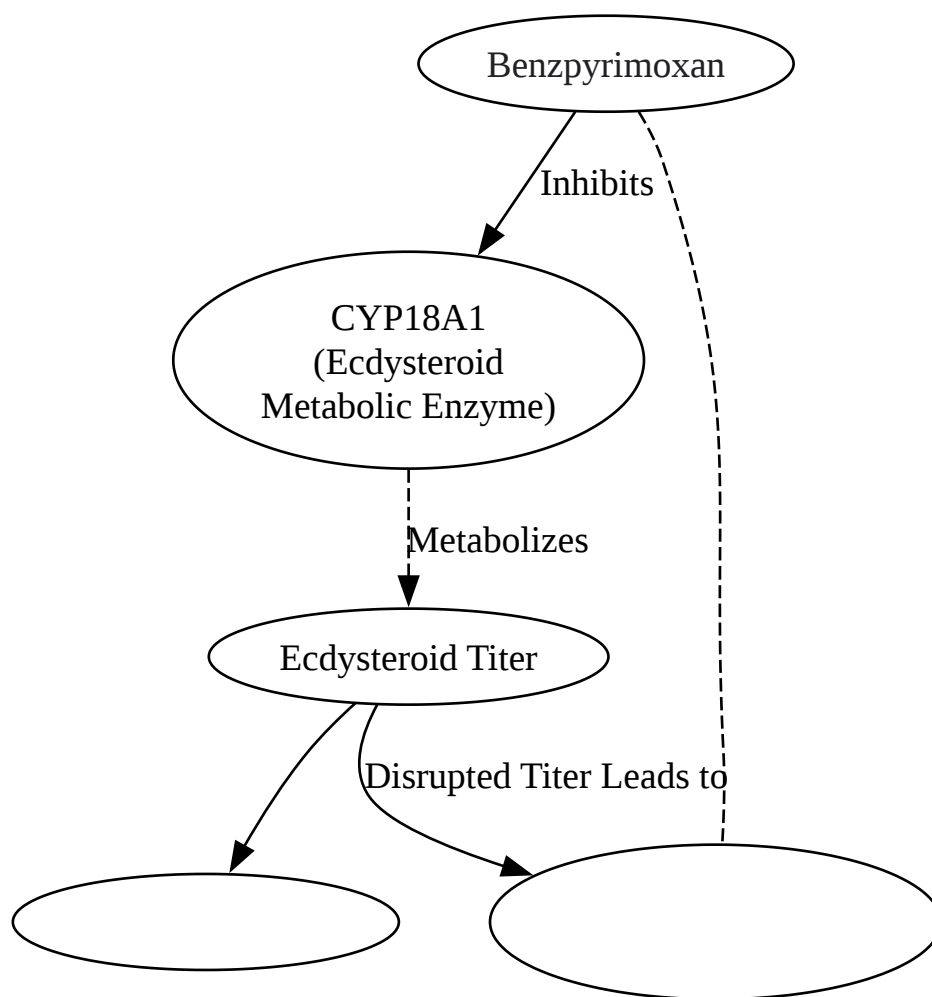 Benzpyrimoxan
Inhibits
CYP18A1
(Ecdysteroid
Metabolic Enzyme)
Metabolizes
Ecdysteroid Titer
Disrupted Titer Leads to